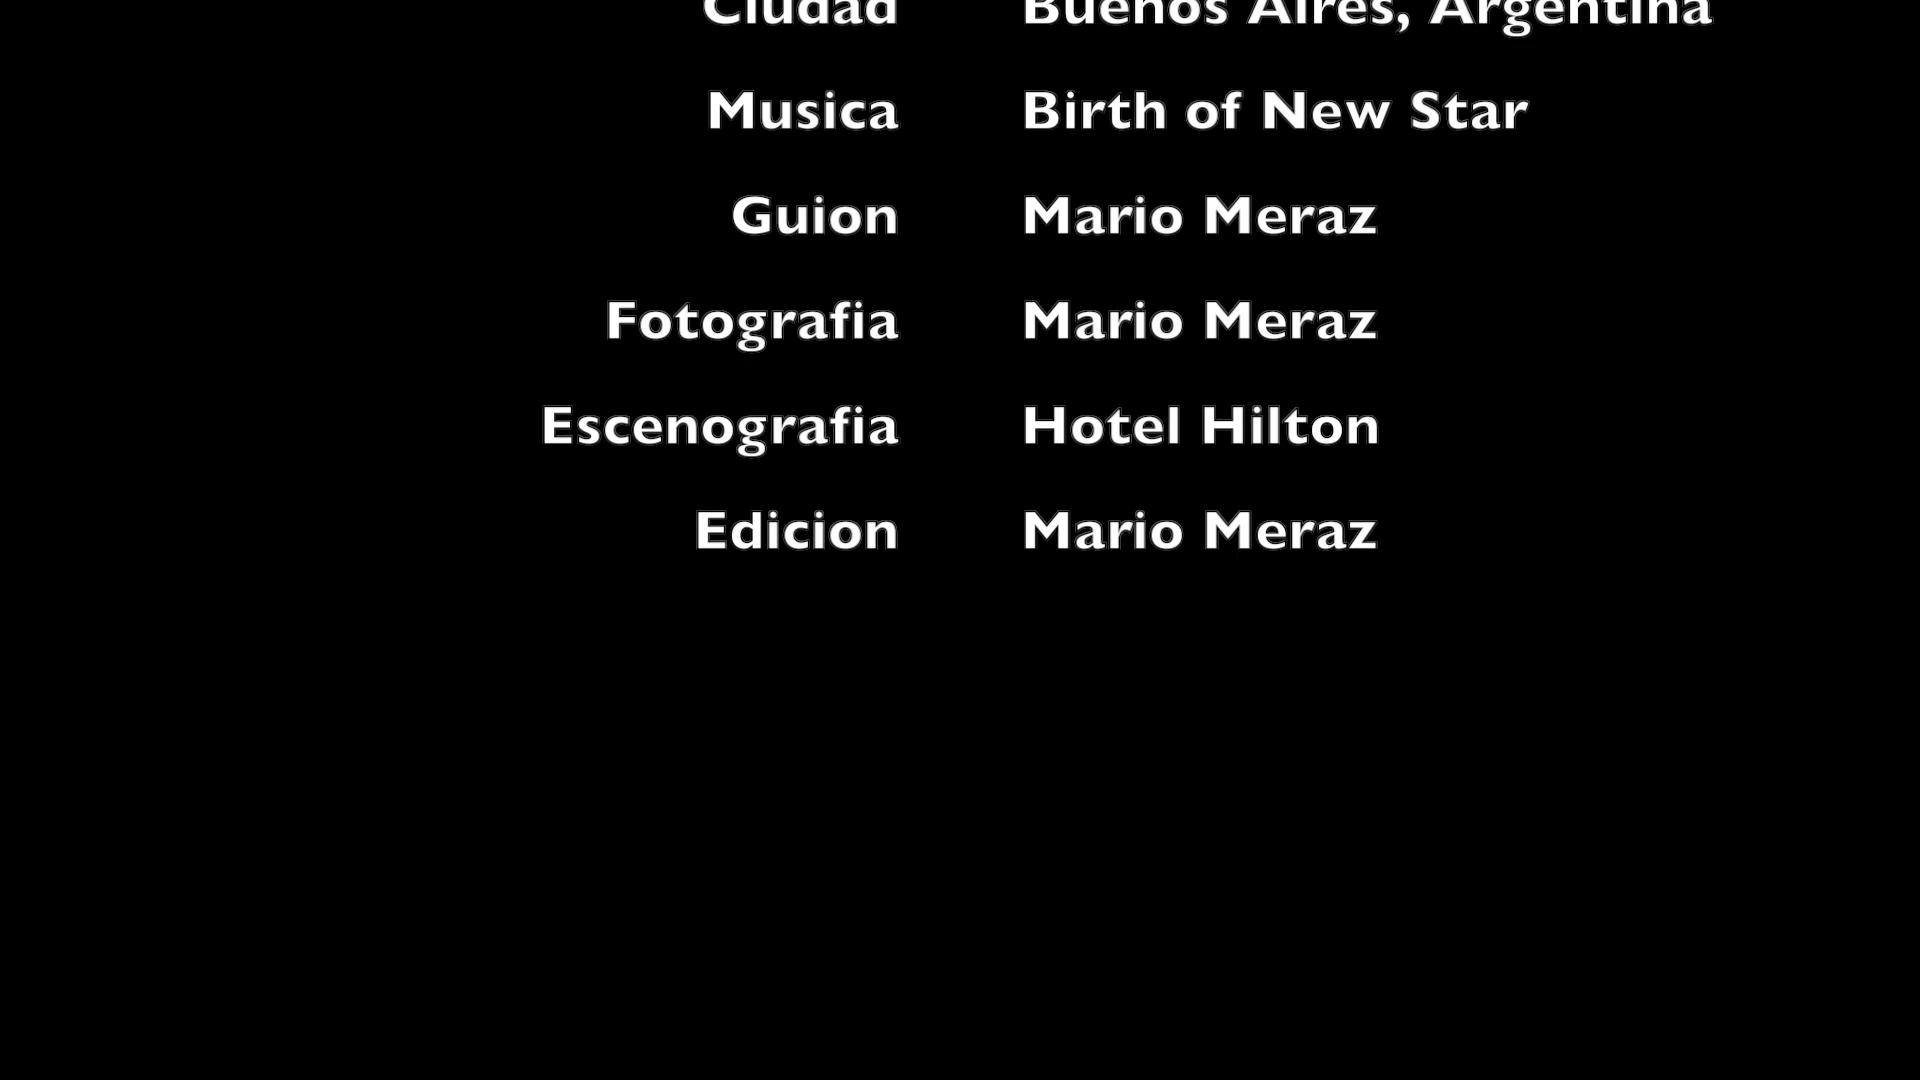 Ciudad Buenos Aires, Argentina
Musica Birth of New Star
Guion Mario Meraz
Fotografia Mario Meraz
Escenografia Hotel Hilton
Edicion Mario Meraz